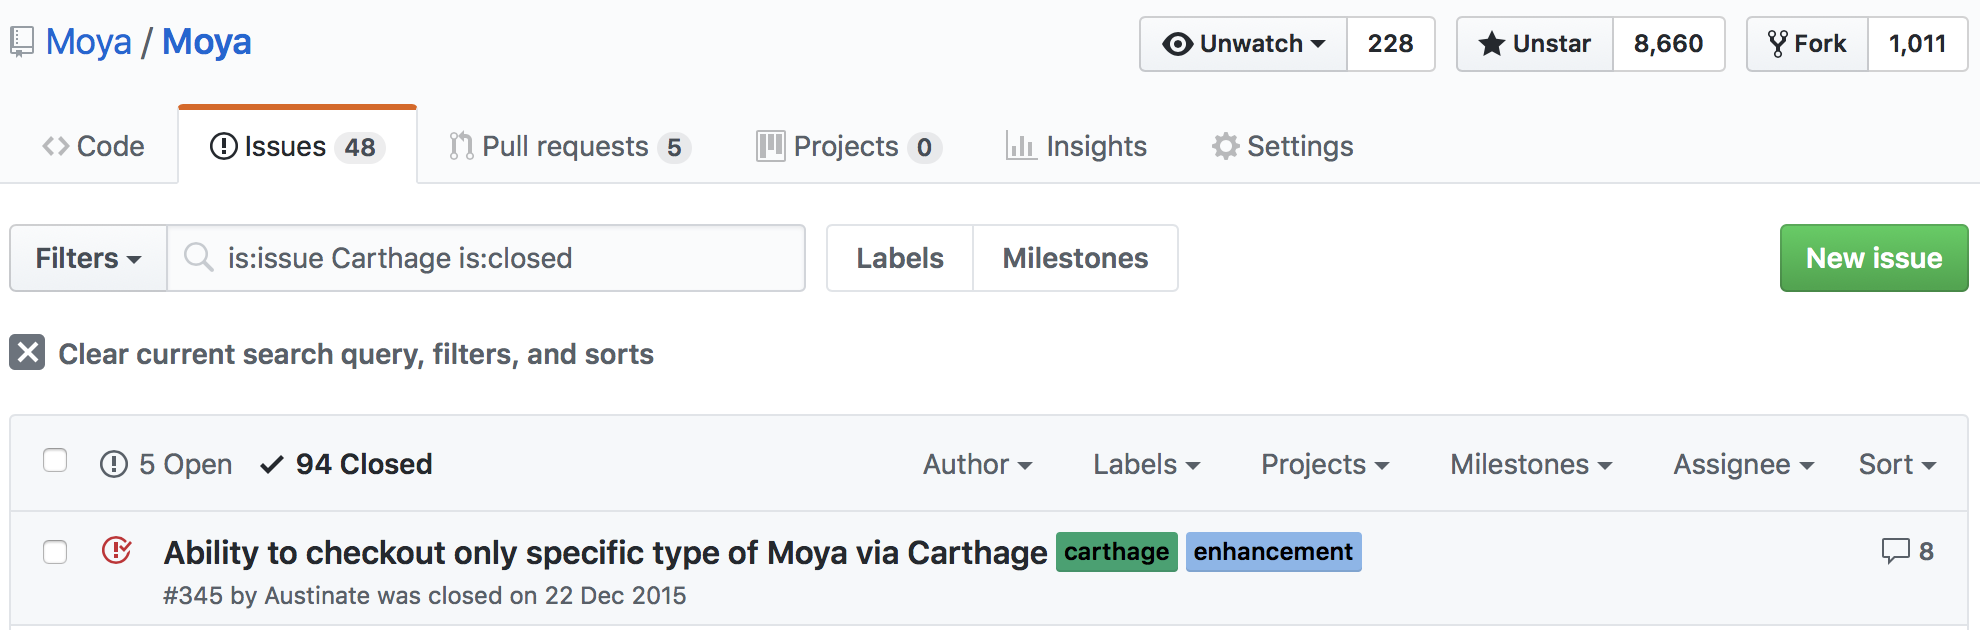 Moya / Moya
Unwatch 228
Unstar 8,660
Fork 1,011
Code
Issues 48
Pull requests 5
Projects 0
Insights
Settings
Filters
is:issue Carthage is:closed
Labels
Milestones
New issue
Clear current search query, filters, and sorts
5 Open
94 Closed
Author
Labels
Projects
Milestones
Assignee
Sort
Ability to checkout only specific type of Moya via Carthage carthage enhancement
8
#345 by Austinate was closed on 22 Dec 2015